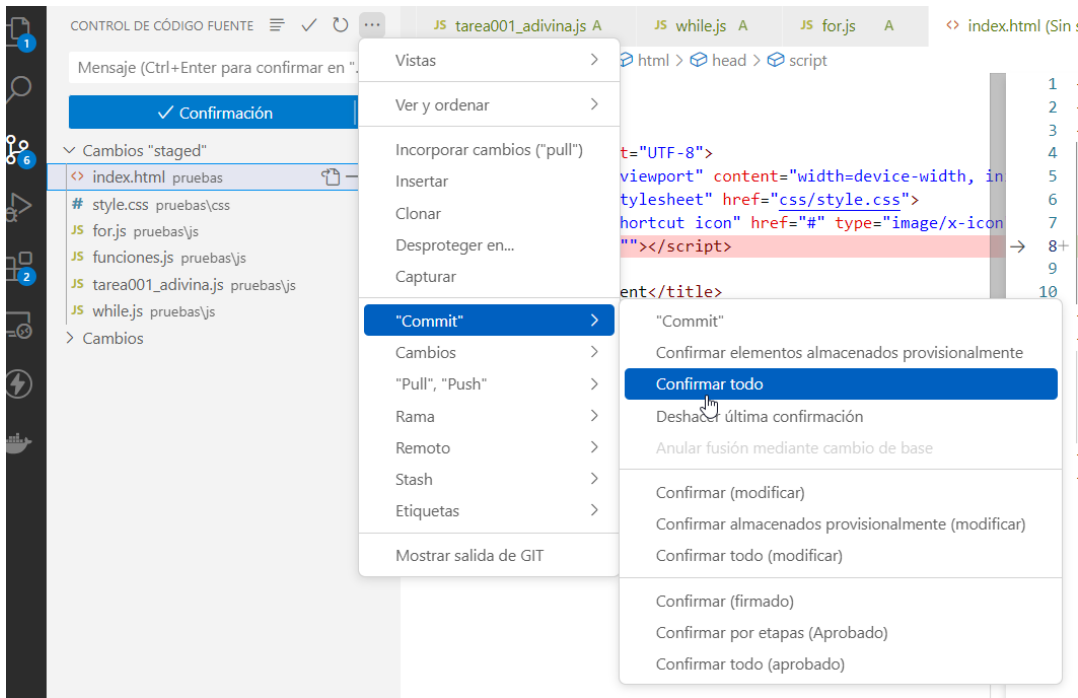 CONTROL DE CÓDIGO FUENTE
JS tarea001_adivina.js A
JS while.js A
JS for.js A
<> index.html (Sin
Mensaje (Ctrl+Enter para confirmar en "
html > head > script
Confirmación
Cambios "staged"
<> index.html pruebas
# style.css pruebas\css
JS for.js pruebas\js
JS funciones.js pruebas\js
JS tarea001_adivina.js pruebas\js
JS while.js pruebas\js
Cambios
1
6
2
Vistas
Ver y ordenar
Incorporar cambios ("pull")
Insertar
Clonar
Desproteger en...
Capturar
"Commit"
Cambios
"Pull", "Push"
Rama
Remoto
Stash
Etiquetas
Mostrar salida de GIT
t="UTF-8">
viewport" content="width=device-width, in
tylesheet" href="css/style.css">
hortcut icon" href="#" type="image/x-icon
""></script>
ent</title>
1
2
3
4
5
6
7
8+
9
10
"Commit"
Confirmar elementos almacenados provisionalmente
Confirmar todo
Deshacer última confirmación
Anular fusión mediante cambio de base
Confirmar (modificar)
Confirmar almacenados provisionalmente (modificar)
Confirmar todo (modificar)
Confirmar (firmado)
Confirmar por etapas (Aprobado)
Confirmar todo (aprobado)